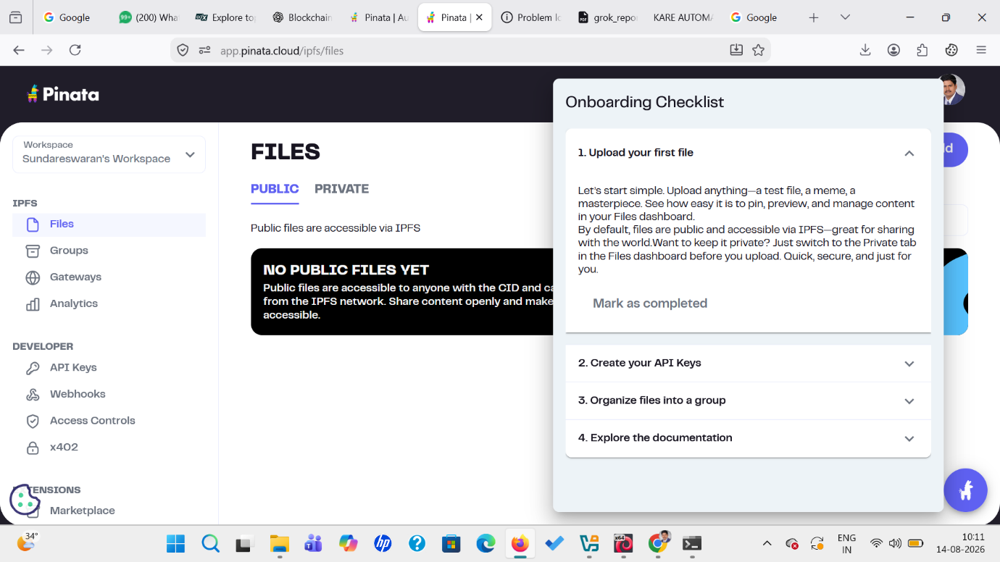 Google
(200) Wha
Explore top
Blockchain
Pinata | Au
Pinata |
Problem lo
grok_repo
KARE AUTOMA
Google
app.pinata.cloud/ipfs/files
Pinata
Workspace
Sundareswaran's Workspace
IPFS
Files
Groups
Gateways
Analytics
DEVELOPER
API Keys
Webhooks
Access Controls
x402
TENSIONS
Marketplace
FILES
PUBLIC PRIVATE
Public files are accessible via IPFS
NO PUBLIC FILES YET
Public files are accessible to anyone with the CID and ca
from the IPFS network. Share content openly and make
accessible.
d
Onboarding Checklist
1. Upload your first file
Let's start simple. Upload anything—a test file, a meme, a
masterpiece. See how easy it is to pin, preview, and manage content
in your Files dashboard.
By default, files are public and accessible via IPFS—great for sharing
with the world.Want to keep it private? Just switch to the Private tab
in the Files dashboard before you upload. Quick, secure, and just for
you.
Mark as completed
2. Create your API Keys
3. Organize files into a group
4. Explore the documentation
34°
ENG
IN
10:11
14-08-2026